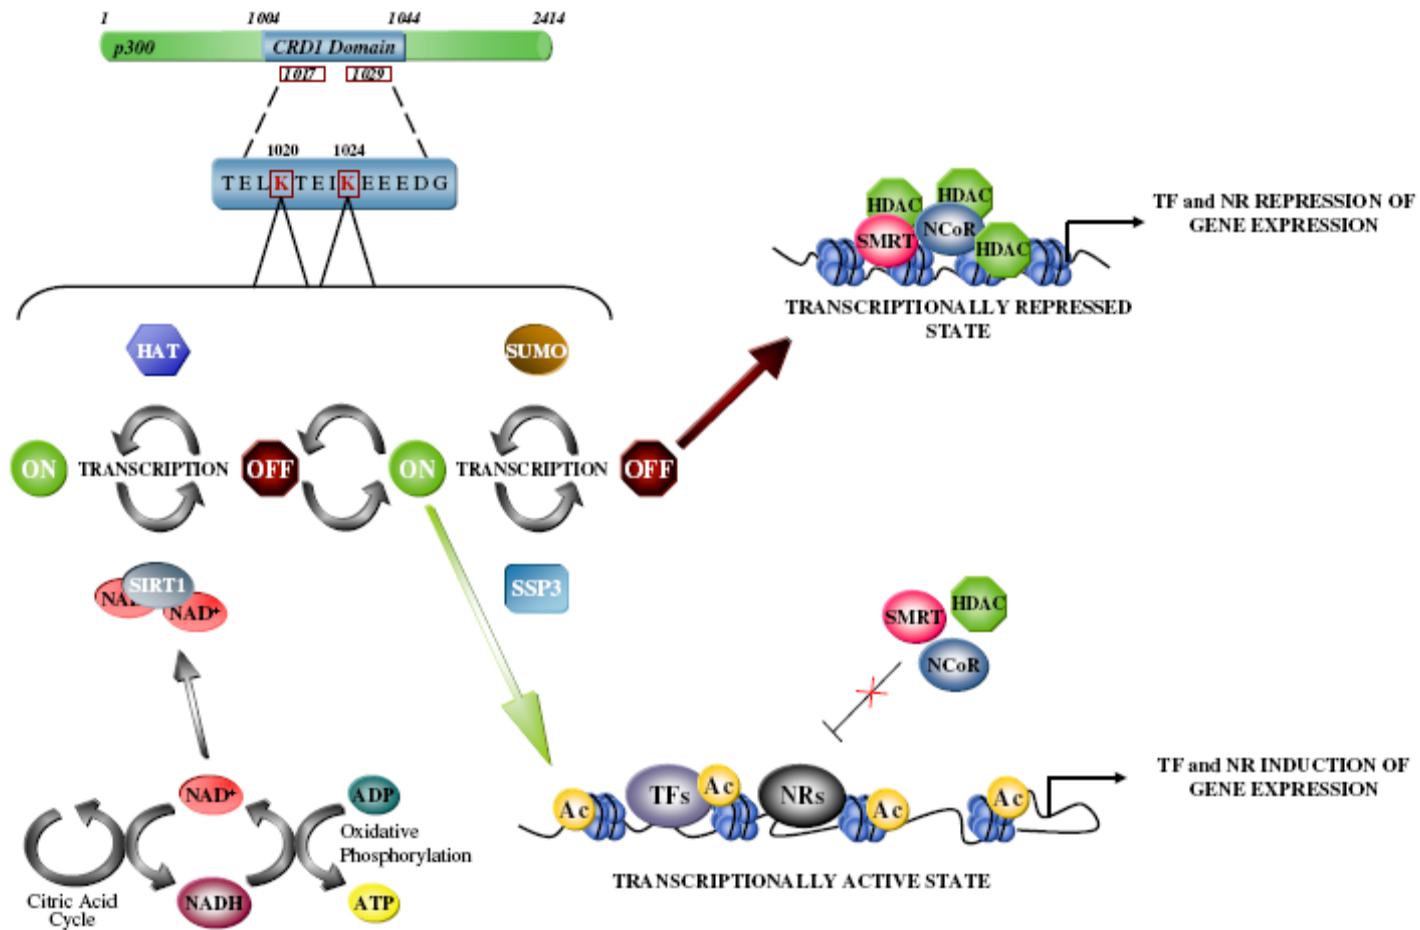 1 1004 1044 2414
p300 CRD1 Domain
1017 1029
1020 1024
TELKTEIKEEEDG
HAT SUMO
ON TRANSCRIPTION OFF ON TRANSCRIPTION OFF
SIRT1
NAD+
SSP3
NAD+
ADP
Oxidative
Phosphorylation
Citric Acid
Cycle
NADH
ATP
HDAC HDAC
SMRT NCoR HDAC
TRANSCRIPTIONALLY REPRESSED
STATE
TF and NR REPRESSION OF
GENE EXPRESSION
SMRT HDAC
NCoR
Ac TFs Ac NRs Ac Ac
TRANSCRIPTIONALLY ACTIVE STATE
TF and NR INDUCTION OF
GENE EXPRESSION